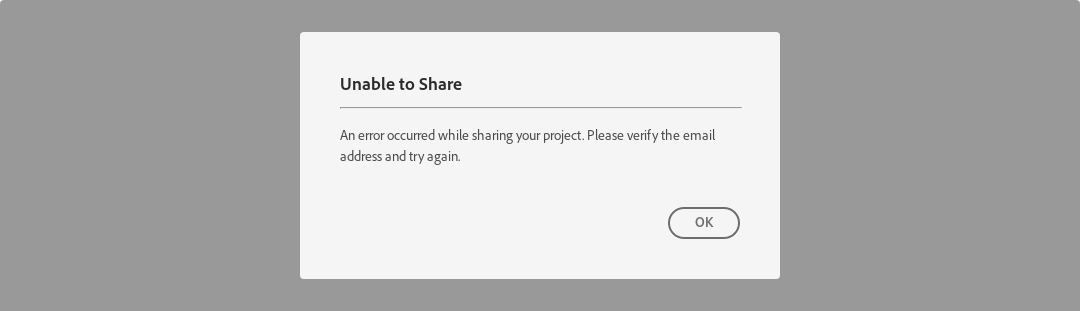 Unable to Share
An error occurred while sharing your project. Please verify the email
address and try again.
OK